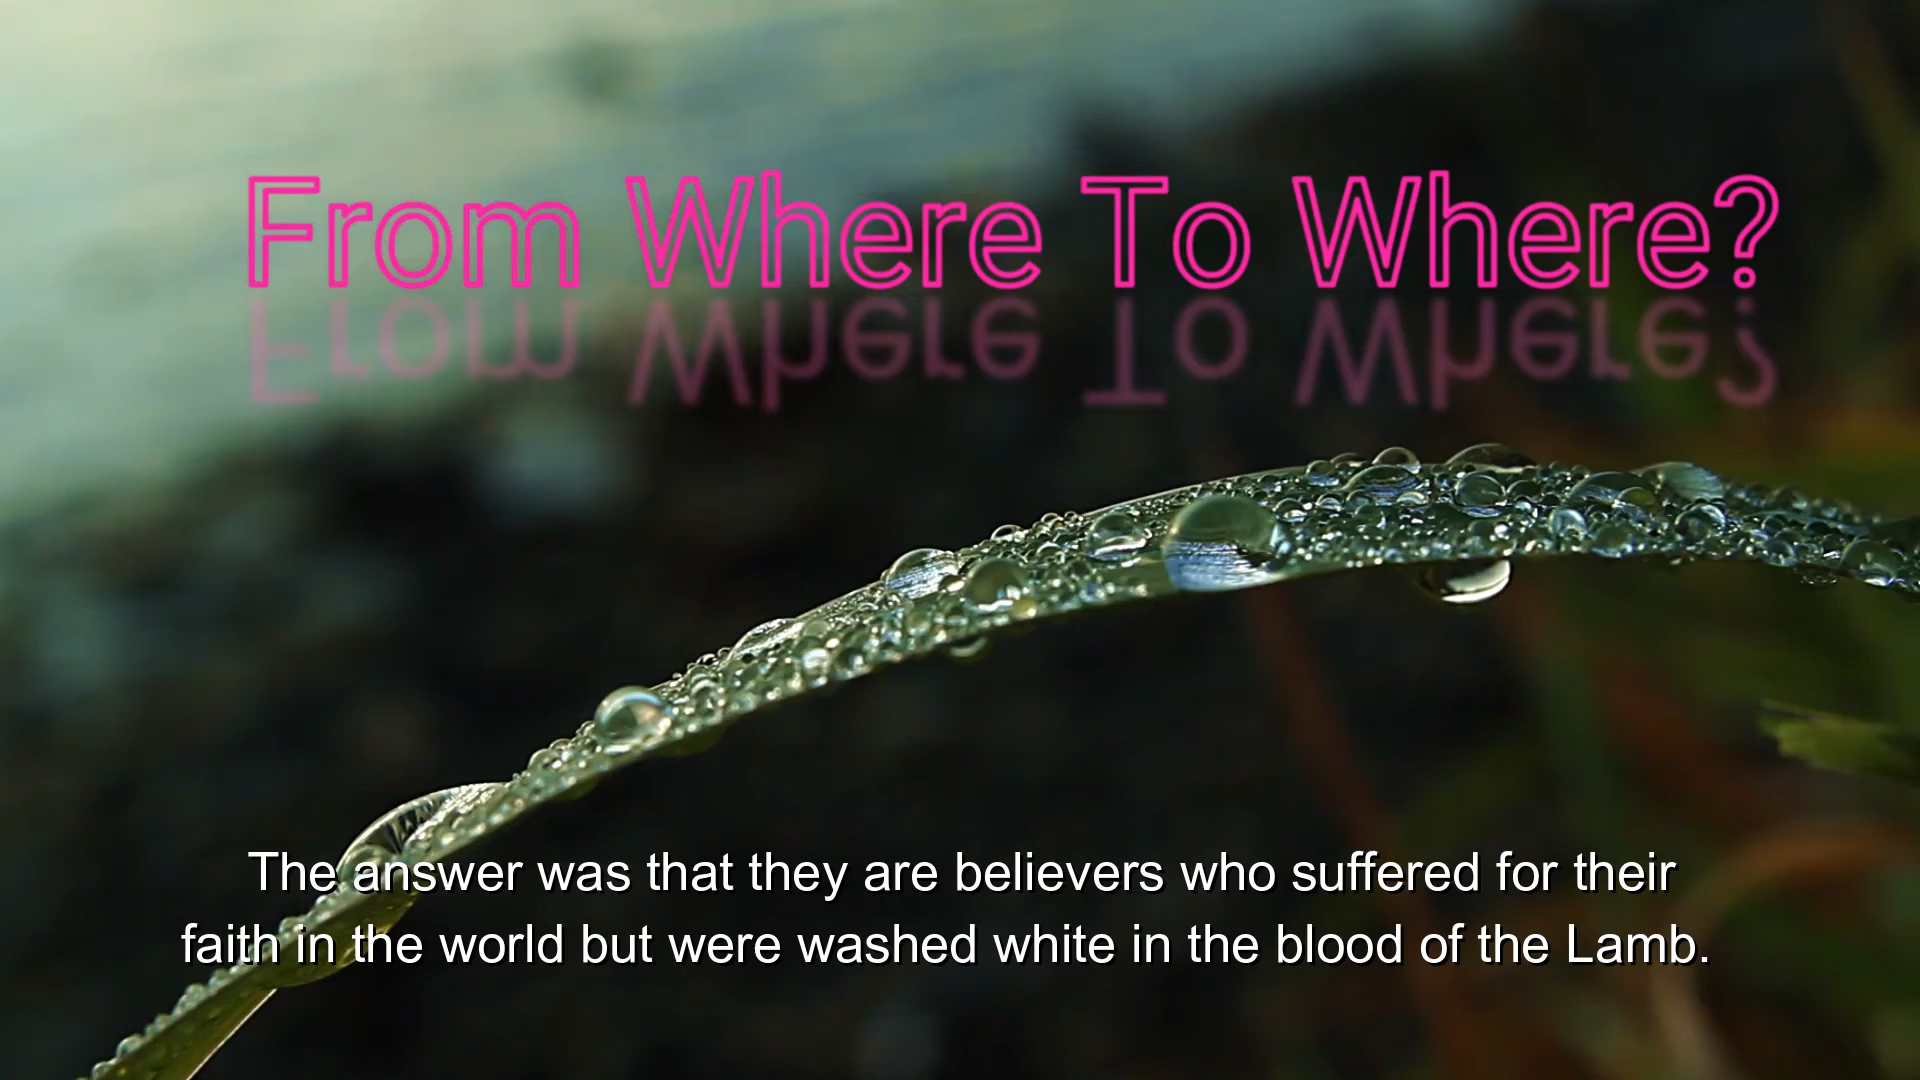 From Where To Where?
The answer was that they are believers who suffered for their
faith in the world but were washed white in the blood of the Lamb.